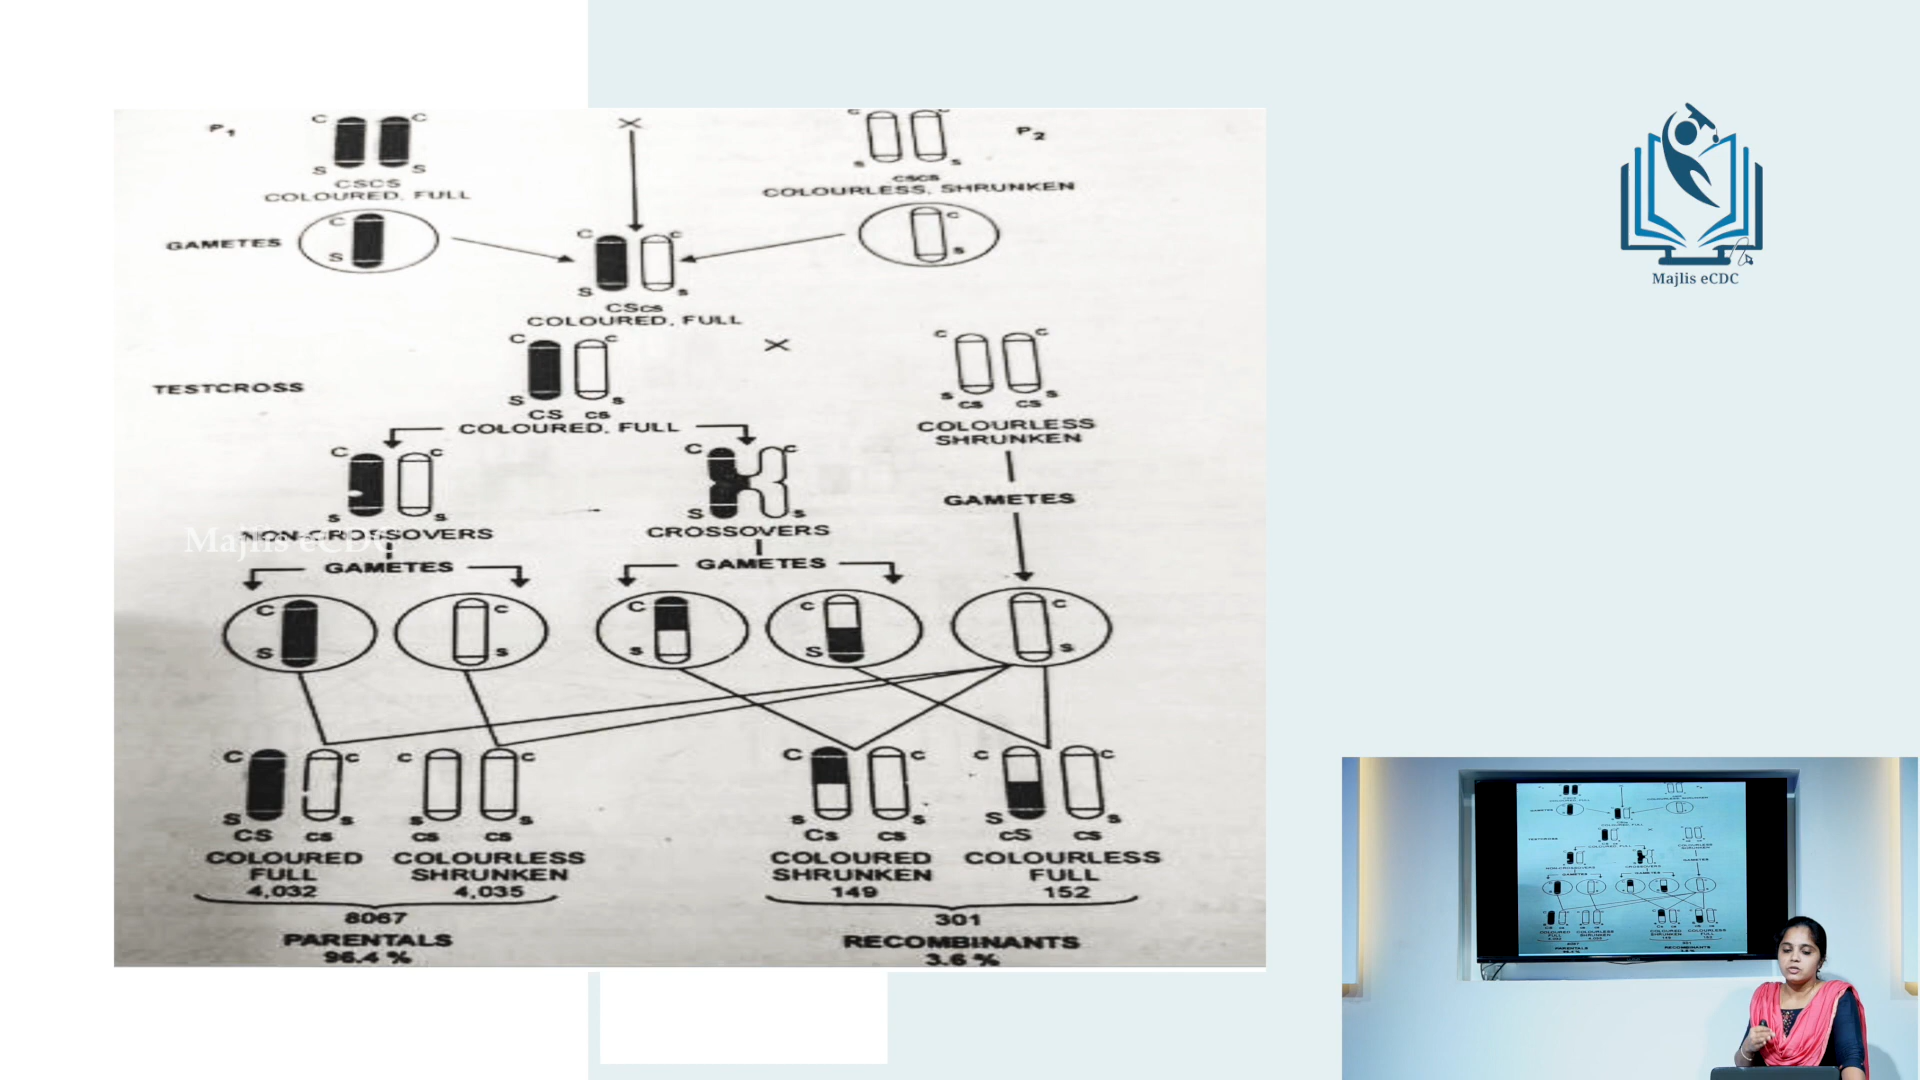 P1
C C
X
c c
P2
S S
s s
CSCS
cscs
COLOURED, FULL
COLOURLESS, SHRUNKEN
C
c
GAMETES
C c
S
s
S s
CScs
COLOURED, FULL
C c
X
c c
TESTCROSS
S s
s s
CS cs
cs cs
COLOURED, FULL
COLOURLESS
SHRUNKEN
C c
C c
GAMETES
s s
S s
NON-CROSSOVERS
CROSSOVERS
Majlis eCDC
GAMETES
GAMETES
C c C c c
S s s S s
C c c c C c c c
S s s s s s S s
CS cs cs cs Cs cs cS cs
COLOURED
FULL
4,032
COLOURLESS
SHRUNKEN
4,035
COLOURED
SHRUNKEN
149
COLOURLESS
FULL
152
8067
PARENTALS
96.4 %
301
RECOMBINANTS
3.6 %
Majlis eCDC